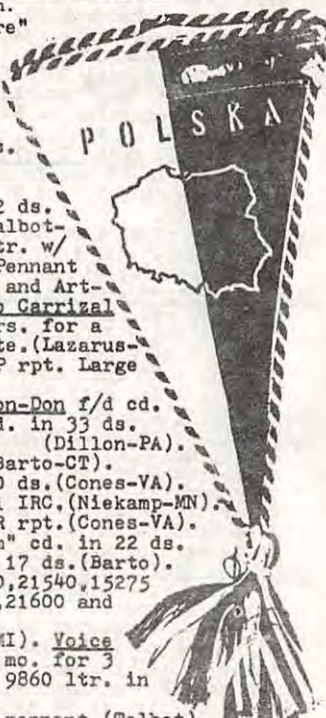 n.
re"
POLSKA
s.
2 ds.
albot-
tr. w/
Pennant
and Art-
o Carrizal
rs. for a
te.(Lazarus-
P rpt. Large
on-Don f/d cd.
d. in 33 ds.
(Dillon-PA).
Barto-CT).
0 ds.(Cones-VA).
1 IRC.(Niekamp-MN).
R rpt.(Cones-VA).
m" cd. in 22 ds.
17 ds.(Barto).
0,21540,15275
,21600 and
MI). Voice
mo. for 3
9860 ltr. in